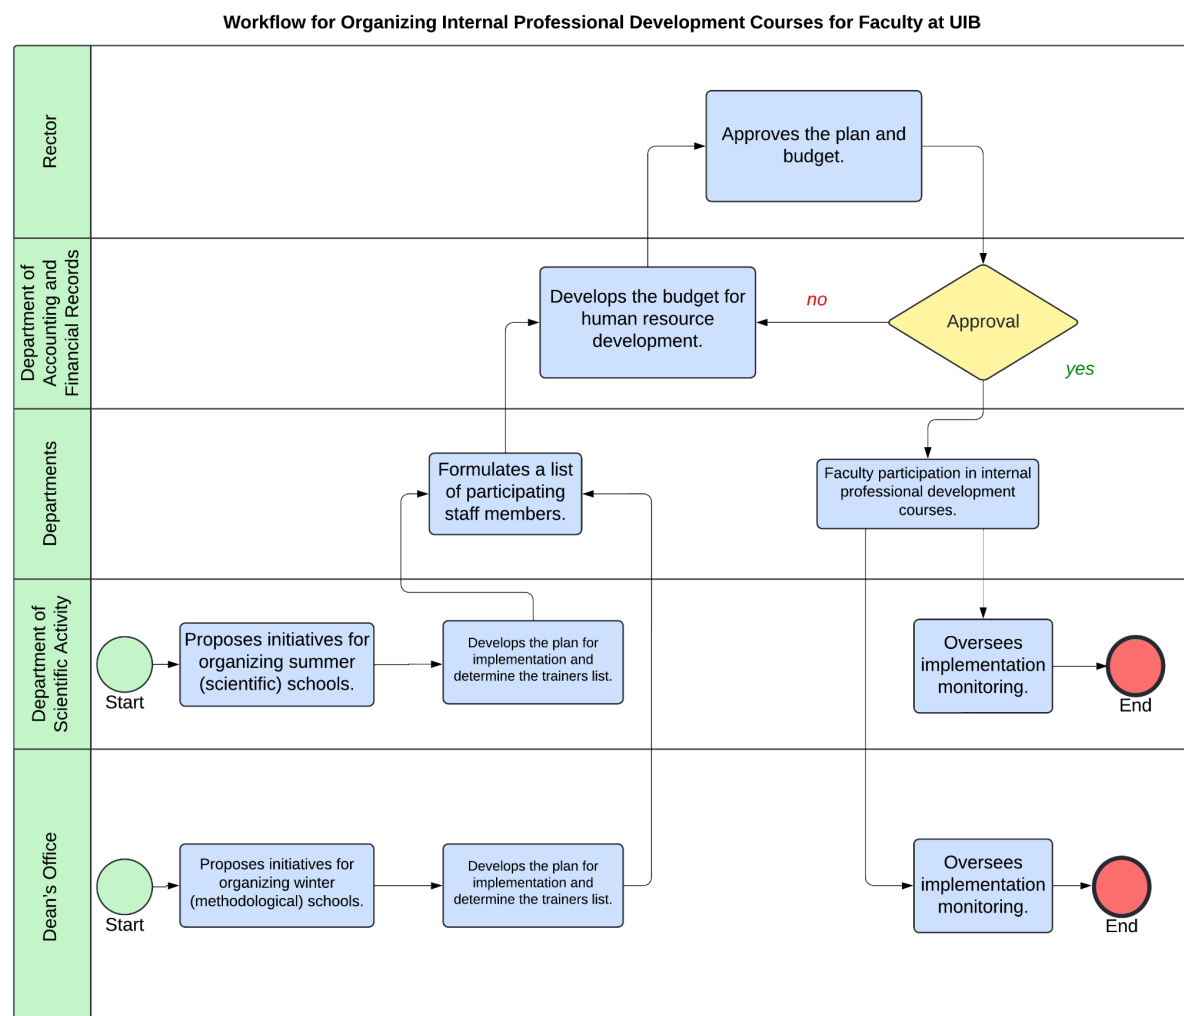 Workflow for Organizing Internal Professional Development Courses for Faculty at UIB
Rector
Approves the plan and
budget.
Department of
Accounting and
Financial Records
Develops the budget for
human resource
development.
no
Approval
yes
Departments
Formulates a list
of participating
staff members.
Faculty participation in internal
professional development
courses.
Department of
Scientific Activity
Start
Proposes initiatives for
organizing summer
(scientific) schools.
Develops the plan for
implementation and
determine the trainers list.
Oversees
implementation
monitoring.
End
Dean's Office
Start
Proposes initiatives for
organizing winter
(methodological) schools.
Develops the plan for
implementation and
determine the trainers list.
Oversees
implementation
monitoring.
End